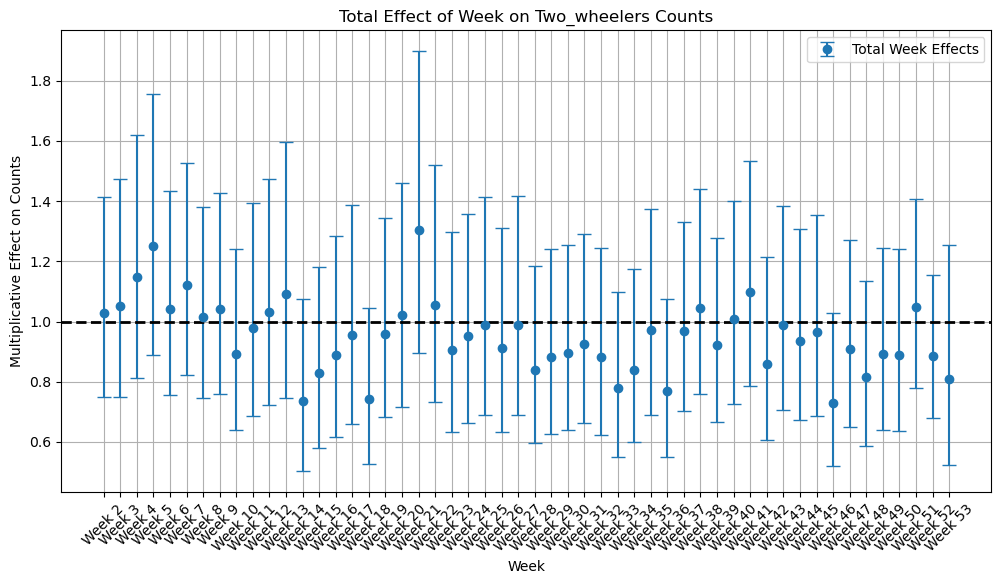 Total Effect of Week on Two_wheelers Counts
Total Week Effects
Multiplicative Effect on Counts
1.8
1.6
1.4
1.2
1.0
0.8
0.6
Week 2
Week 3
Week 4
Week 5
Week 6
Week 7
Week 8
Week 9
Week 10
Week 11
Week 12
Week 13
Week 14
Week 15
Week 16
Week 17
Week 18
Week 19
Week 20
Week 21
Week 22
Week 23
Week 24
Week 25
Week 26
Week 27
Week 28
Week 29
Week 30
Week 31
Week 32
Week 33
Week 34
Week 35
Week 36
Week 37
Week 38
Week 39
Week 40
Week 41
Week 42
Week 43
Week 44
Week 45
Week 46
Week 47
Week 48
Week 49
Week 50
Week 51
Week 52
Week 53
Week